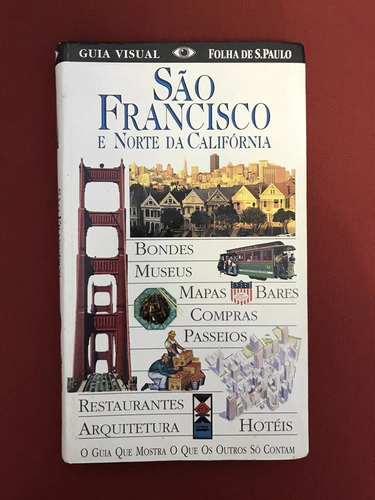 GUIA VISUAL FOLHA DE S.PAULO
SÃO
FRANCISCO
E NORTE DA CALIFÓRNIA
BONDES
MUSEUS
MAPAS BARES
COMPRAS
PASSEIOS
RESTAURANTES
ARQUITETURA HOTÉIS
O GUIA QUE MOSTRA O QUE OS OUTROS SÓ CONTAM